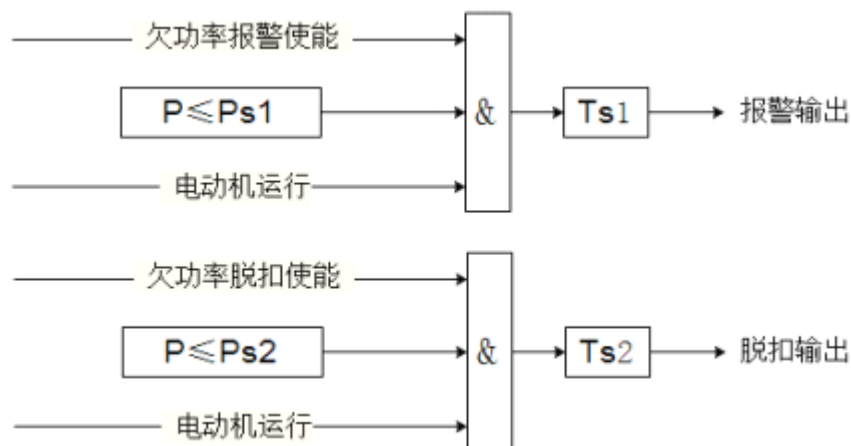 欠功率报警使能
P≤Ps1
&
Ts1
报警输出
电动机运行
欠功率脱扣使能
P≤Ps2
&
Ts2
脱扣输出
电动机运行